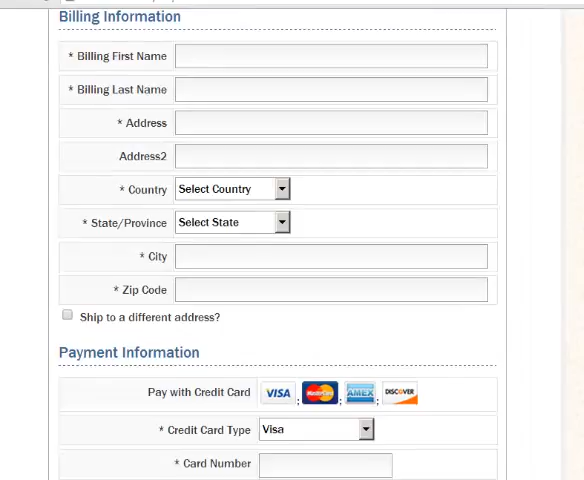 Billing Information
* Billing First Name
* Billing Last Name
* Address
Address2
* Country Select Country
* State/Province Select State
* City
* Zip Code
Ship to a different address?
Payment Information
Pay with Credit Card VISA ; MasterCard ; AMEX ; DISCOVER
* Credit Card Type Visa
* Card Number